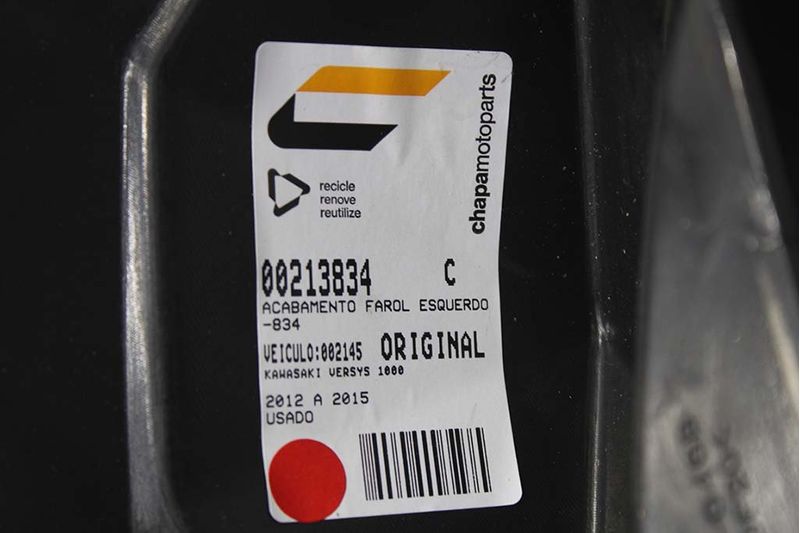 chapamotoparts
recicle
renove
reutilize
00213834 C
ACABAMENTO FAROL ESQUERDO
-834
VEICULO:002145 ORIGINAL
KAWASAKI VERSYS 1000
2012 A 2015
USADO